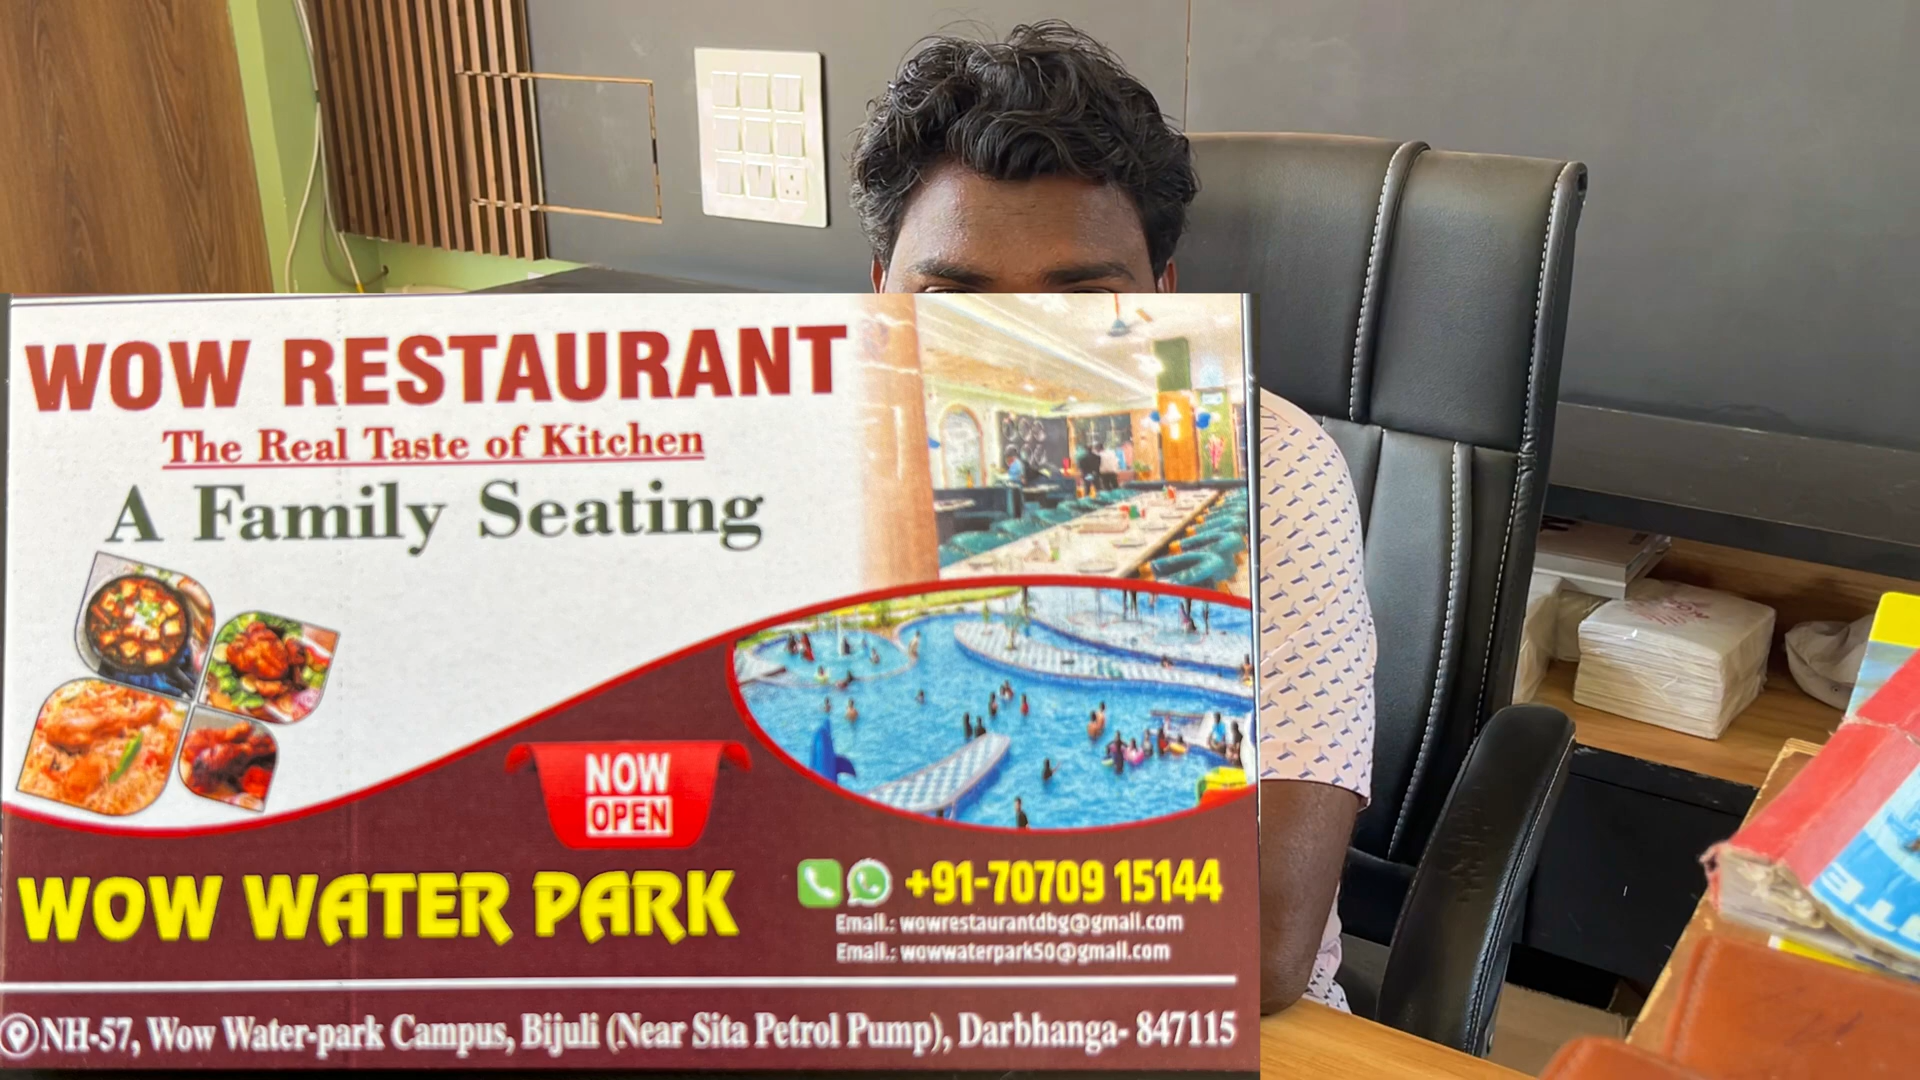 WOW RESTAURANT
The Real Taste of Kitchen
A Family Seating
NOW
OPEN
WOW WATER PARK
+91-70709 15144
Email.: wowrestaurantdbg@gmail.com
Email.: wowwaterpark50@gmail.com
NH-57, Wow Water-park Campus, Bijuli (Near Sita Petrol Pump), Darbhanga- 847115